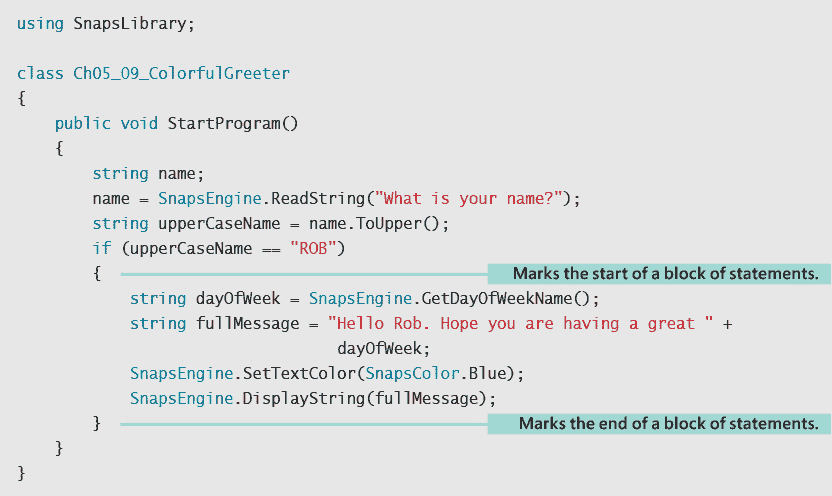 using SnapsLibrary;
class Ch05_09_ColorfulGreeter
{
public void StartProgram()
{
string name;
name = SnapsEngine.ReadString("What is your name?");
string upperCaseName = name.ToUpper();
if (upperCaseName == "ROB")
{ Marks the start of a block of statements.
string dayOfWeek = SnapsEngine.GetDayOfWeekName();
string fullMessage = "Hello Rob. Hope you are having a great " +
dayOfWeek;
SnapsEngine.SetTextColor(SnapsColor.Blue);
SnapsEngine.DisplayString(fullMessage);
} Marks the end of a block of statements.
}
}